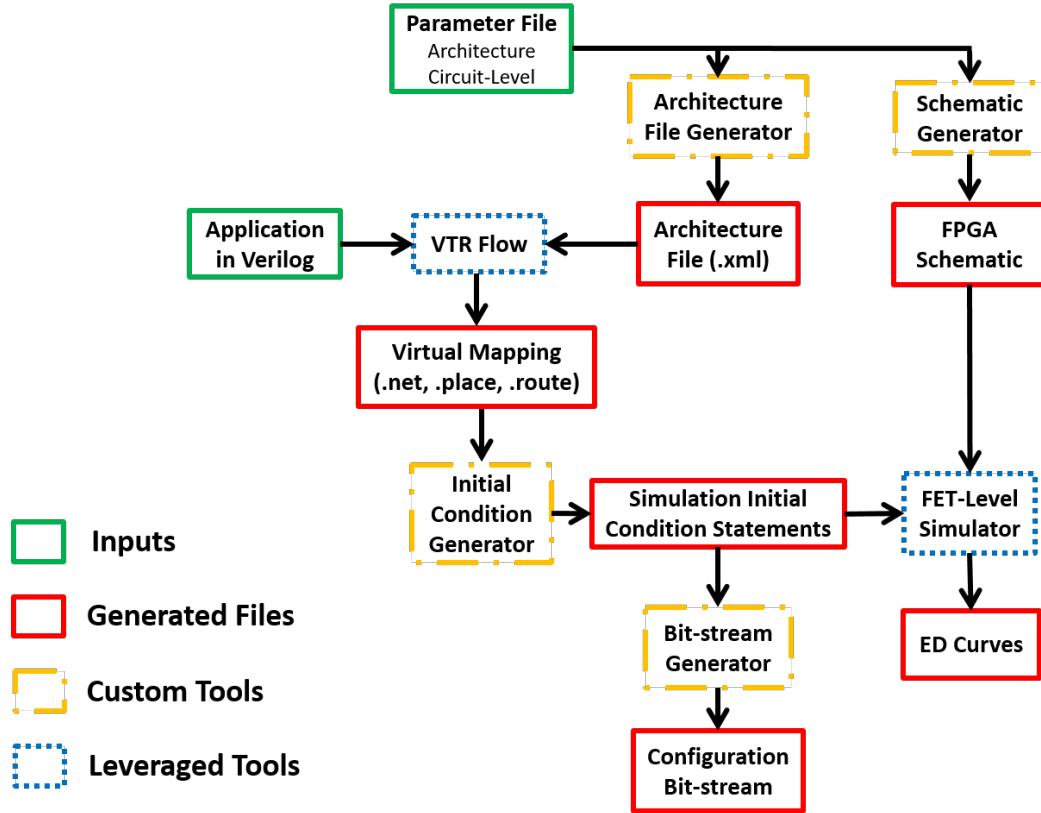 Parameter File
Architecture
Circuit-Level
Architecture
File Generator
Schematic
Generator
Application
in Verilog
VTR Flow
Architecture
File (.xml)
FPGA
Schematic
Virtual Mapping
(.net, .place, .route)
Initial
Condition
Generator
Simulation Initial
Condition Statements
FET-Level
Simulator
Bit-stream
Generator
ED Curves
Configuration
Bit-stream
Inputs
Generated Files
Custom Tools
Leveraged Tools